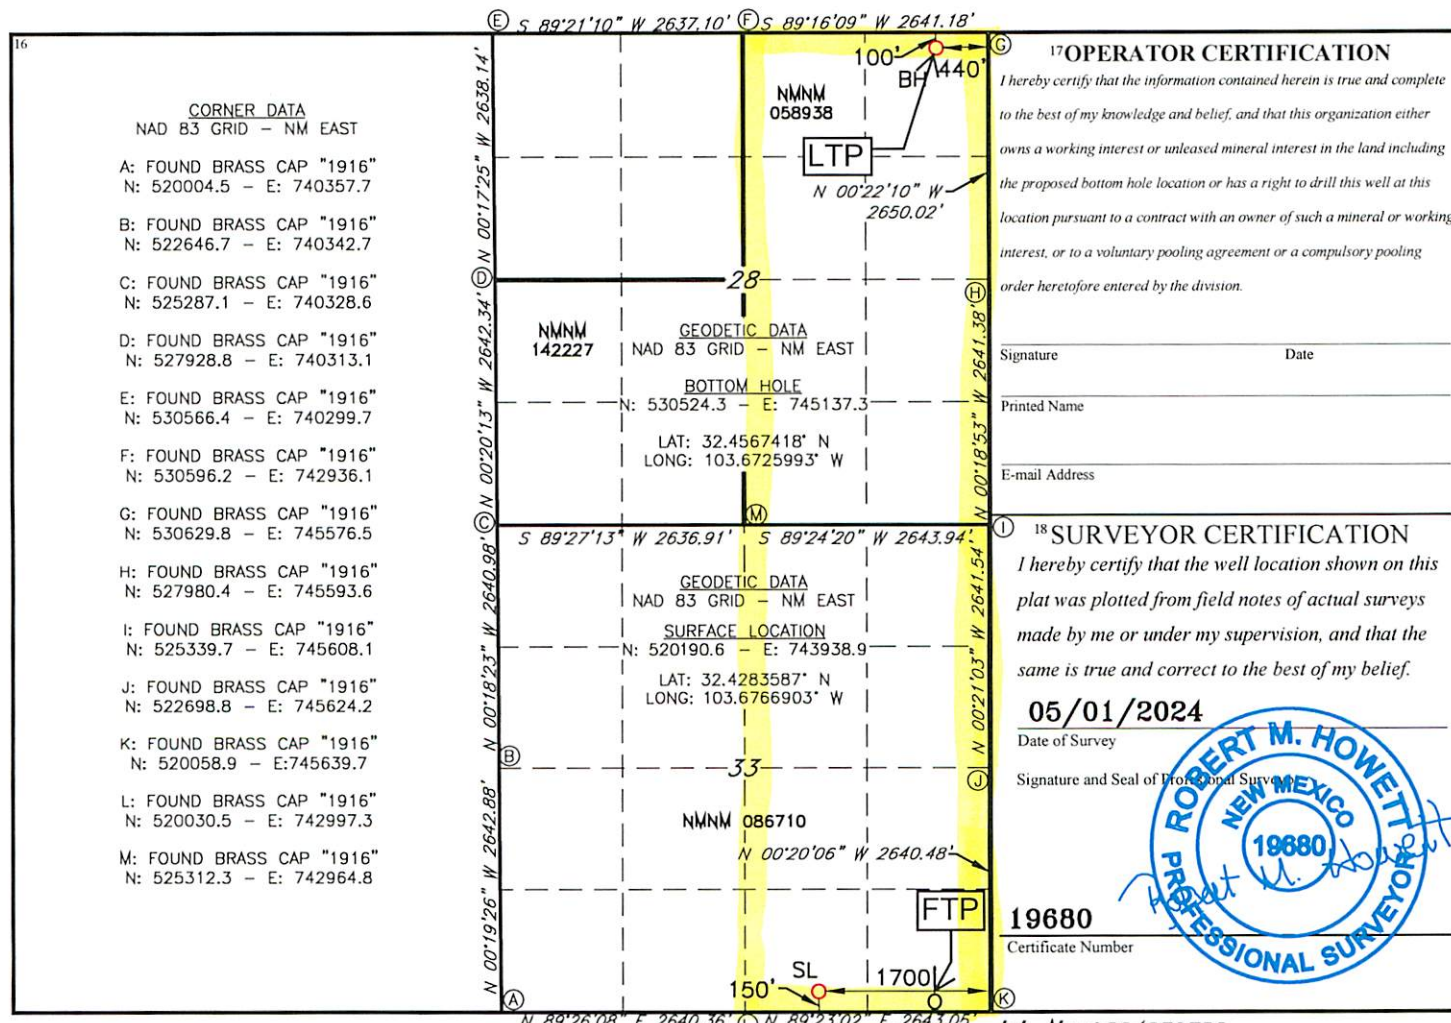 16
CORNER DATA
NAD 83 GRID – NM EAST
A: FOUND BRASS CAP "1916"
N: 520004.5 – E: 740357.7
B: FOUND BRASS CAP "1916"
N: 522646.7 – E: 740342.7
C: FOUND BRASS CAP "1916"
N: 525287.1 – E: 740328.6
D: FOUND BRASS CAP "1916"
N: 527928.8 – E: 740313.1
E: FOUND BRASS CAP "1916"
N: 530566.4 – E: 740299.7
F: FOUND BRASS CAP "1916"
N: 530596.2 – E: 742936.1
G: FOUND BRASS CAP "1916"
N: 530629.8 – E: 745576.5
H: FOUND BRASS CAP "1916"
N: 527980.4 – E: 745593.6
I: FOUND BRASS CAP "1916"
N: 525339.7 – E: 745608.1
J: FOUND BRASS CAP "1916"
N: 522698.8 – E: 745624.2
K: FOUND BRASS CAP "1916"
N: 520058.9 – E:745639.7
L: FOUND BRASS CAP "1916"
N: 520030.5 – E: 742997.3
M: FOUND BRASS CAP "1916"
N: 525312.3 – E: 742964.8
E S 89°21'10" W 2637.10' F S 89°16'09" W 2641.18'
G
100'
BH 440'
NMNM
058938
LTP
N 00°22'10" W
2650.02'
N 00°17'25" W 2638.14'
D
28
H
N 00°20'13" W 2642.34'
NMNM
142227
GEODETIC DATA
NAD 83 GRID – NM EAST
BOTTOM HOLE
N: 530524.3 – E: 745137.3
LAT: 32.4567418° N
LONG: 103.6725993° W
N 00°18'53" W 2641.38'
C
M
I
S 89°27'13" W 2636.91' S 89°24'20" W 2643.94'
N 00°18'23" W 2640.98'
GEODETIC DATA
NAD 83 GRID – NM EAST
SURFACE LOCATION
N: 520190.6 – E: 743938.9
LAT: 32.4283587° N
LONG: 103.6766903° W
N 00°21'03" W 2641.54'
B
33
J
NMNM 086710
N 00°20'06" W 2640.48'
N 00°19'26" W 2642.88'
FTP
SL
1700'
150'
A
K
N 89°26'08" E 2640.36' N 89°23'02" E 2643.05'
17 OPERATOR CERTIFICATION
I hereby certify that the information contained herein is true and complete
to the best of my knowledge and belief, and that this organization either
owns a working interest or unleased mineral interest in the land including
the proposed bottom hole location or has a right to drill this well at this
location pursuant to a contract with an owner of such a mineral or working
interest, or to a voluntary pooling agreement or a compulsory pooling
order heretofore entered by the division.
Signature Date
Printed Name
E-mail Address
18 SURVEYOR CERTIFICATION
I hereby certify that the well location shown on this
plat was plotted from field notes of actual surveys
made by me or under my supervision, and that the
same is true and correct to the best of my belief.
05/01/2024
Date of Survey
Signature and Seal of Professional Surveyor
ROBERT M. HOWETT
NEW MEXICO
19680
PROFESSIONAL SURVEYOR
Robert M. Howett
19680
Certificate Number